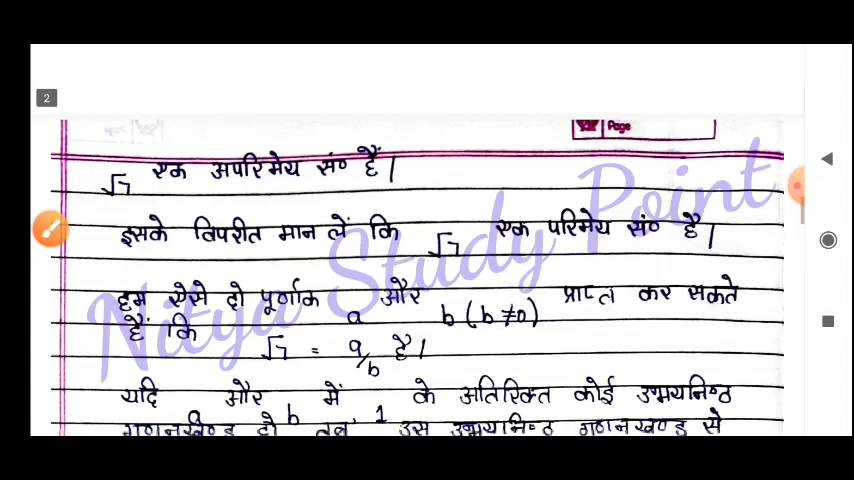 2
Page
√7 एक अपरिमेय सं० हैं।
इसके विपरीत मान लें कि √7 एक परिमेय सं० है।
हम ऐसे दो पूर्णाक a और b (b ≠ 0) प्राप्त कर सकते
हैं कि
√7 = a/b है।
यदि a और b में 1 के अतिरिक्त कोई उभयनिष्ठ
गुणनखण्ड हो तब उस उभयनिष्ठ गुणनखण्ड से
Nitya Study Point